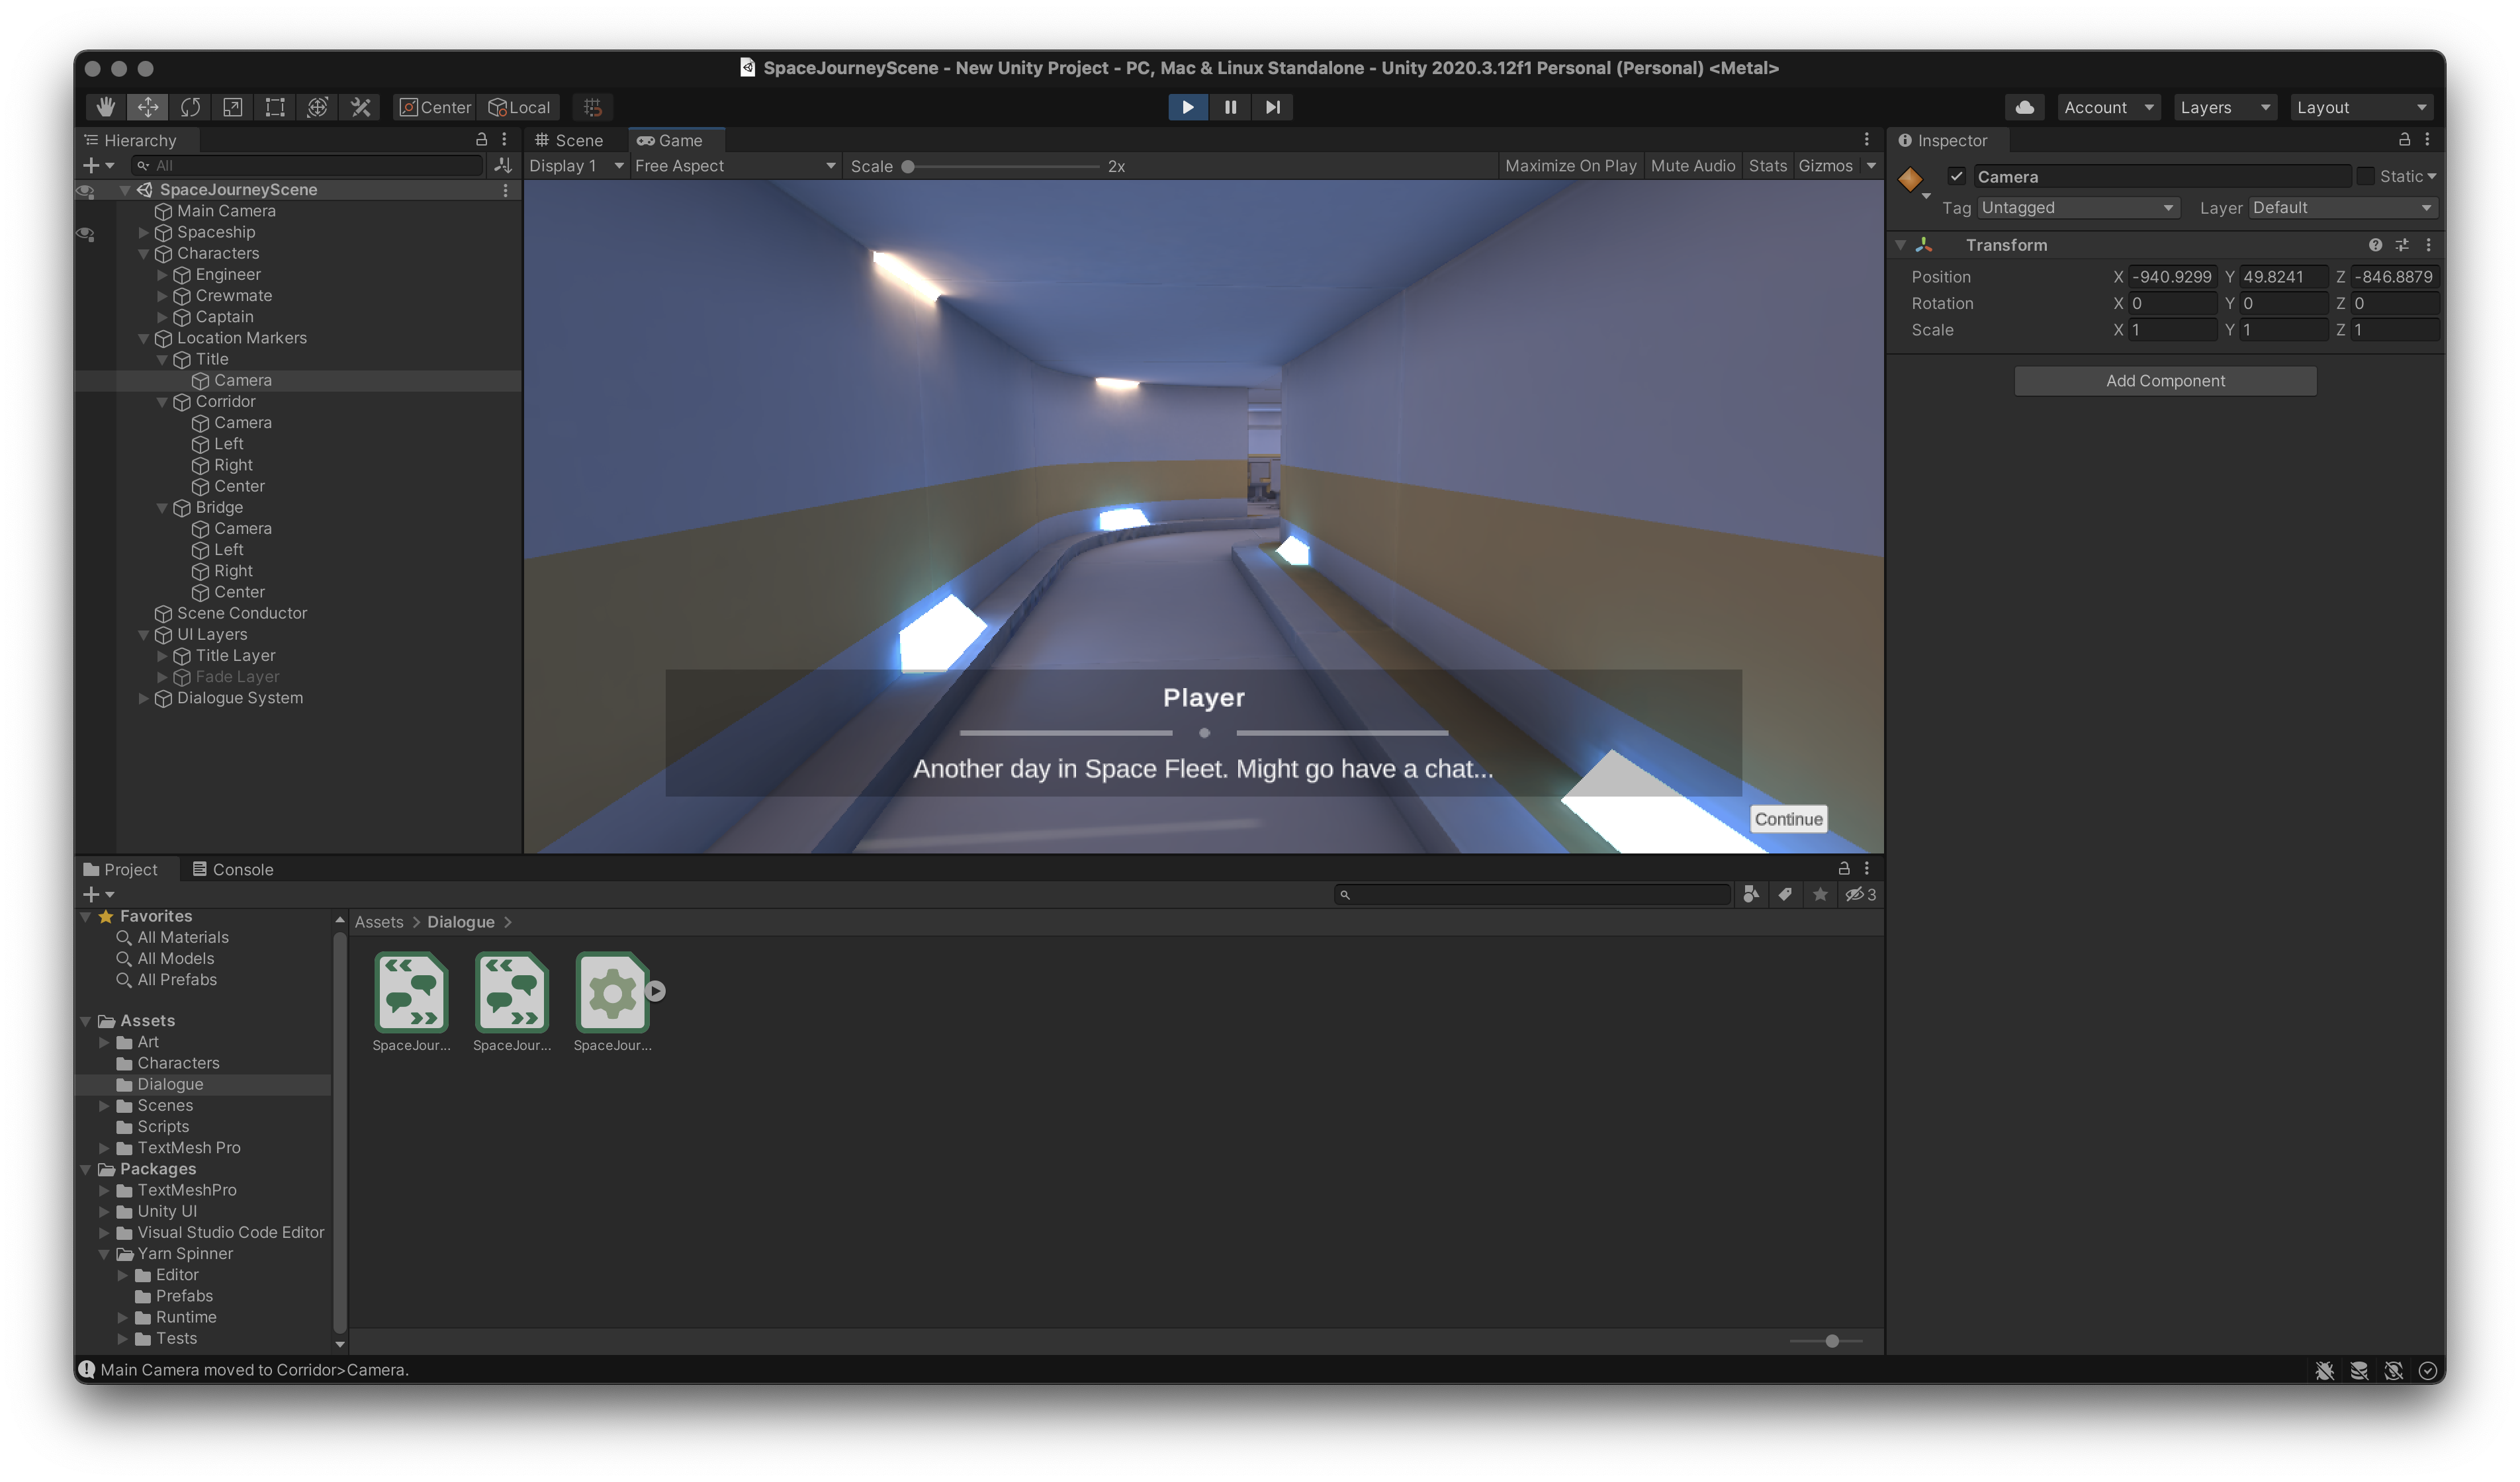 SpaceJourneyScene - New Unity Project - PC, Mac & Linux Standalone - Unity 2020.3.12f1 Personal (Personal) <Metal>
Center Local Account Layers Layout
Hierarchy
All
SpaceJourneyScene
Main Camera
Spaceship
Characters
Engineer
Crewmate
Captain
Location Markers
Title
Camera
Corridor
Camera
Left
Right
Center
Bridge
Camera
Left
Right
Center
Scene Conductor
UI Layers
Title Layer
Fade Layer
Dialogue System
Scene Game
Display 1 Free Aspect Scale 2x Maximize On Play Mute Audio Stats Gizmos
Player
Another day in Space Fleet. Might go have a chat...
Continue
Inspector
Camera Static
Tag Untagged Layer Default
Transform
Position X -940.9299 Y 49.8241 Z -846.8879
Rotation X 0 Y 0 Z 0
Scale X 1 Y 1 Z 1
Add Component
Project Console
3
Favorites
All Materials
All Models
All Prefabs
Assets
Art
Characters
Dialogue
Scenes
Scripts
TextMesh Pro
Packages
TextMeshPro
Unity UI
Visual Studio Code Editor
Yarn Spinner
Editor
Prefabs
Runtime
Tests
Assets > Dialogue >
SpaceJour... SpaceJour... SpaceJour...
Main Camera moved to Corridor>Camera.